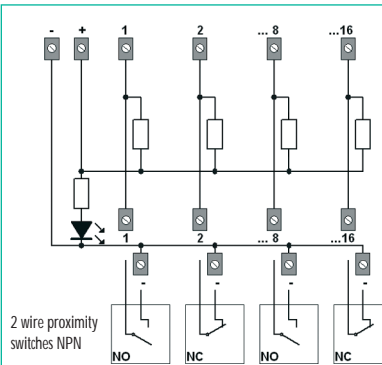 - + 1 2 ... 8 ...16
1 2 ... 8 ...16
- - - -
2 wire proximity
switches NPN
NO NC NO NC